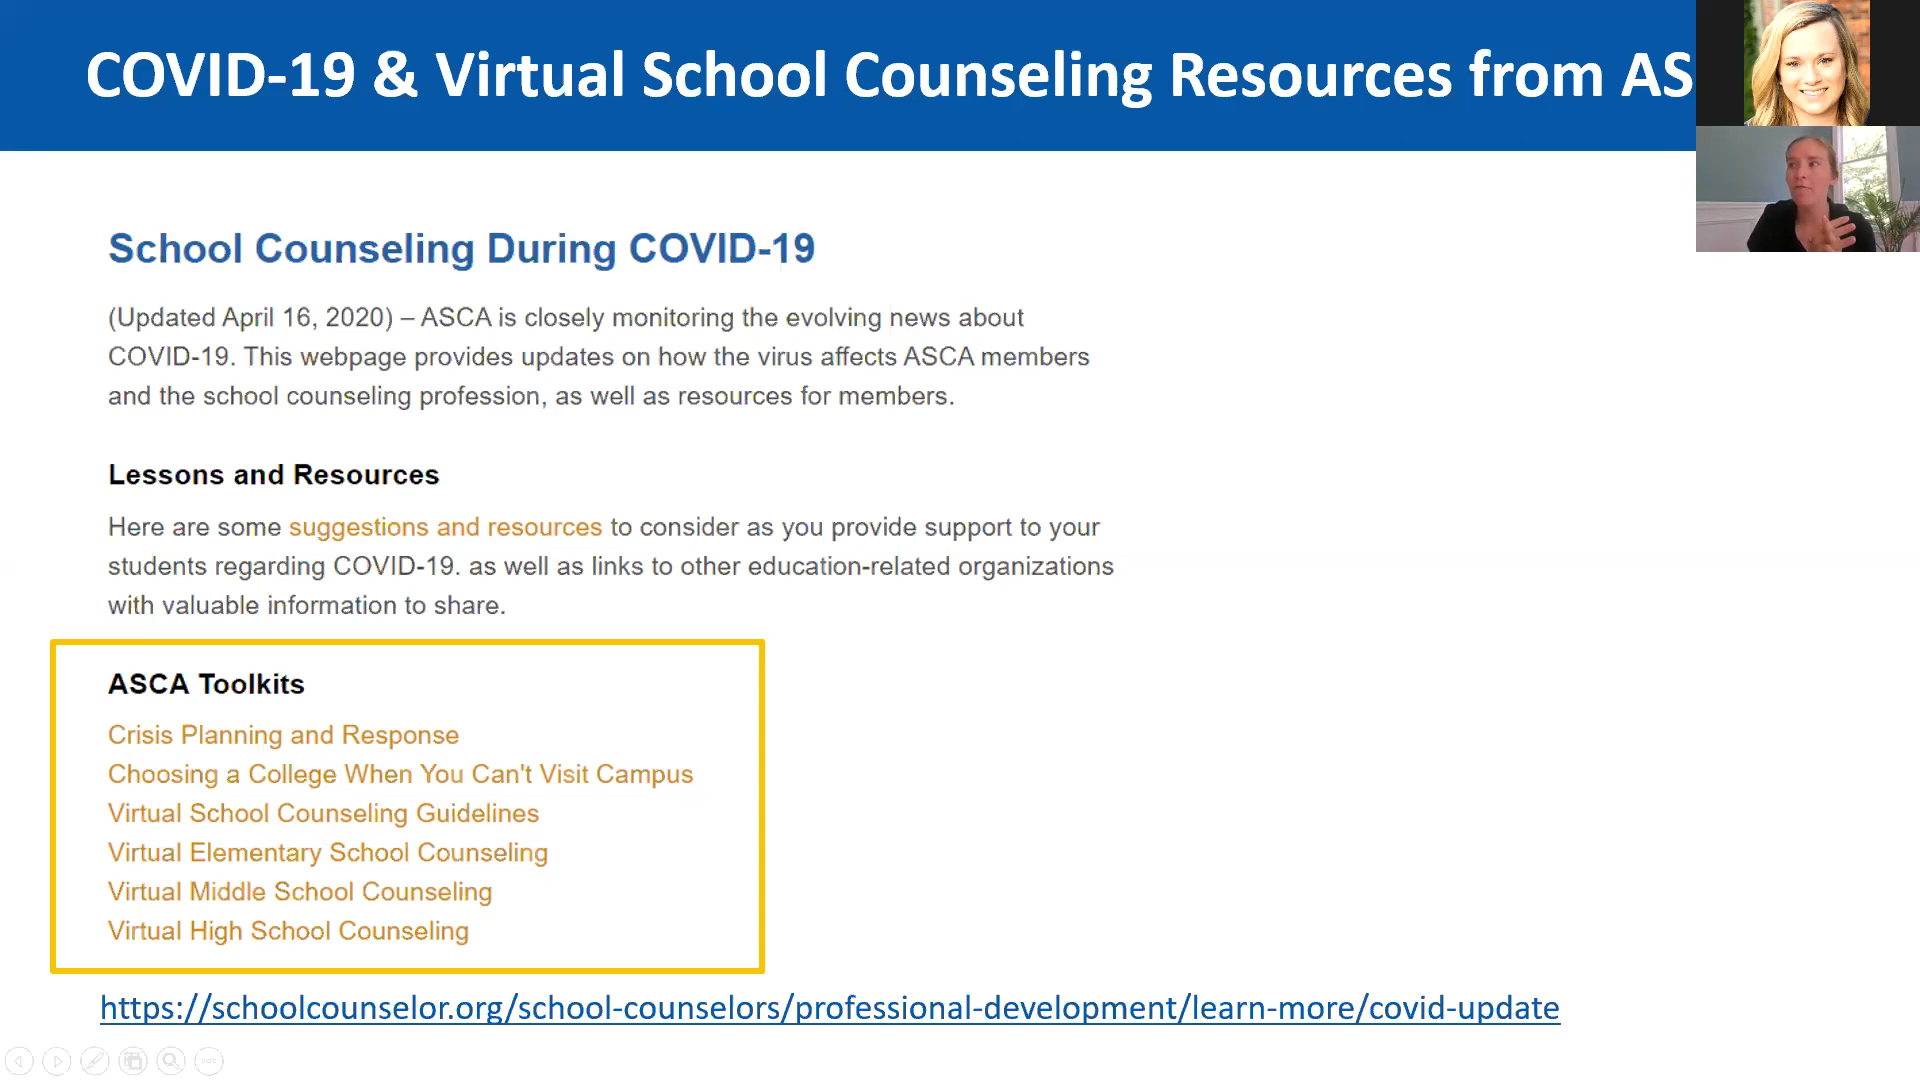 COVID-19 & Virtual School Counseling Resources from AS
School Counseling During COVID-19
(Updated April 16, 2020) – ASCA is closely monitoring the evolving news about
COVID-19. This webpage provides updates on how the virus affects ASCA members
and the school counseling profession, as well as resources for members.
Lessons and Resources
Here are some suggestions and resources to consider as you provide support to your
students regarding COVID-19. as well as links to other education-related organizations
with valuable information to share.
ASCA Toolkits
Crisis Planning and Response
Choosing a College When You Can't Visit Campus
Virtual School Counseling Guidelines
Virtual Elementary School Counseling
Virtual Middle School Counseling
Virtual High School Counseling
https://schoolcounselor.org/school-counselors/professional-development/learn-more/covid-update